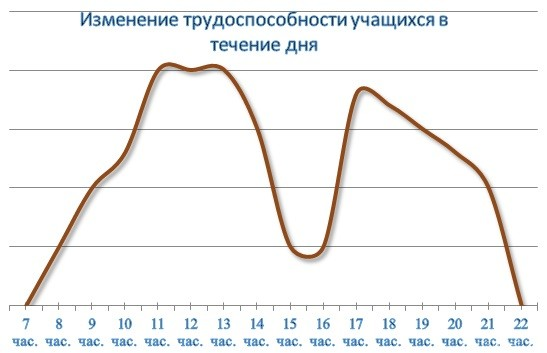 Изменение трудоспособности учащихся в
течение дня
7 8 9 10 11 12 13 14 15 16 17 18 19 20 21 22
час. час. час. час. час. час. час. час. час. час. час. час. час. час. час. час.